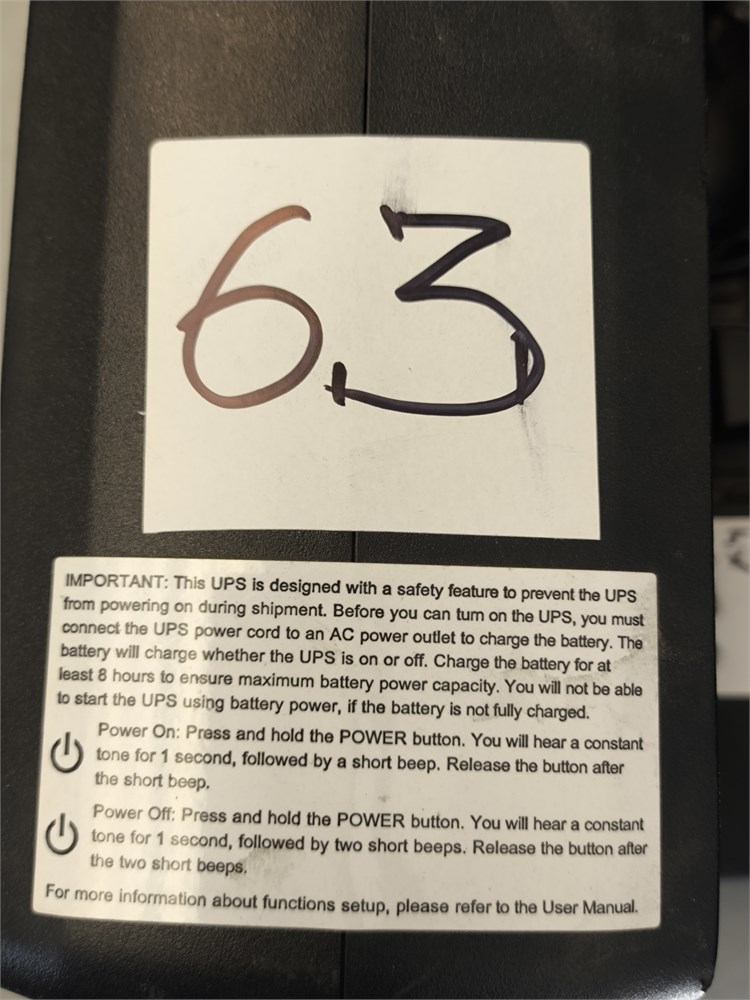 6.3
IMPORTANT: This UPS is designed with a safety feature to prevent the UPS
from powering on during shipment. Before you can turn on the UPS, you must
connect the UPS power cord to an AC power outlet to charge the battery. The
battery will charge whether the UPS is on or off. Charge the battery for at
least 8 hours to ensure maximum battery power capacity. You will not be able
to start the UPS using battery power, if the battery is not fully charged.
Power On: Press and hold the POWER button. You will hear a constant
tone for 1 second, followed by a short beep. Release the button after
the short beep.
Power Off: Press and hold the POWER button. You will hear a constant
tone for 1 second, followed by two short beeps. Release the button after
the two short beeps.
For more information about functions setup, please refer to the User Manual.